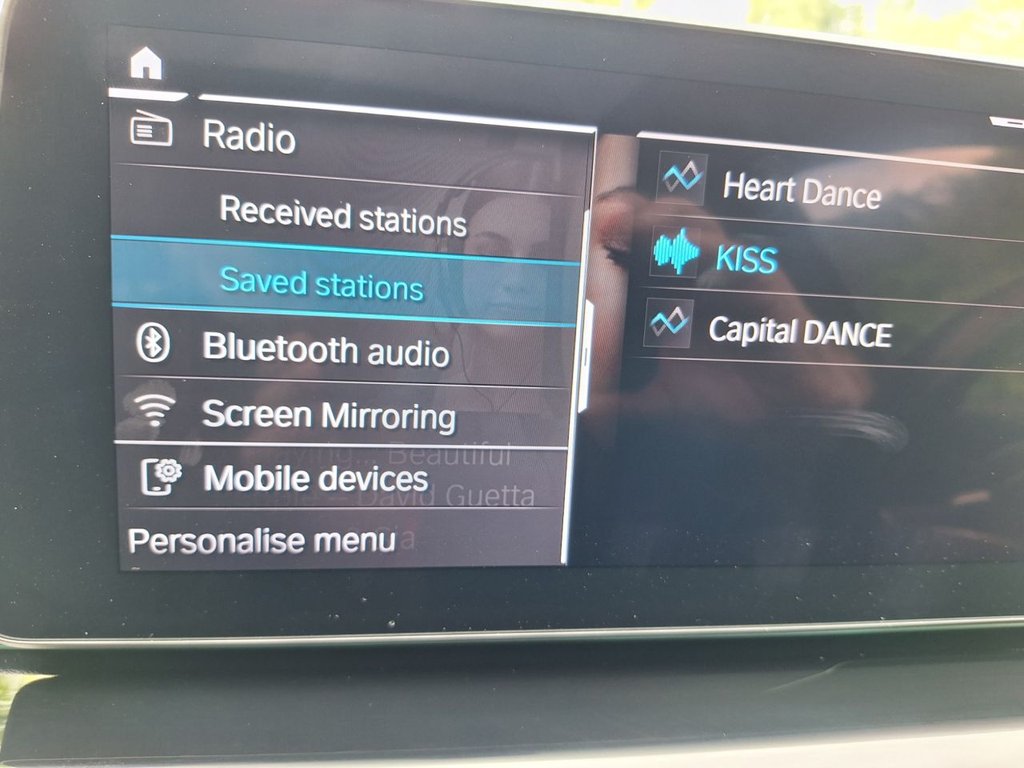 Radio
Received stations
Saved stations
Bluetooth audio
Screen Mirroring
Beautiful
Mobile devices
David Guetta
Personalise menu
Heart Dance
KISS
Capital DANCE